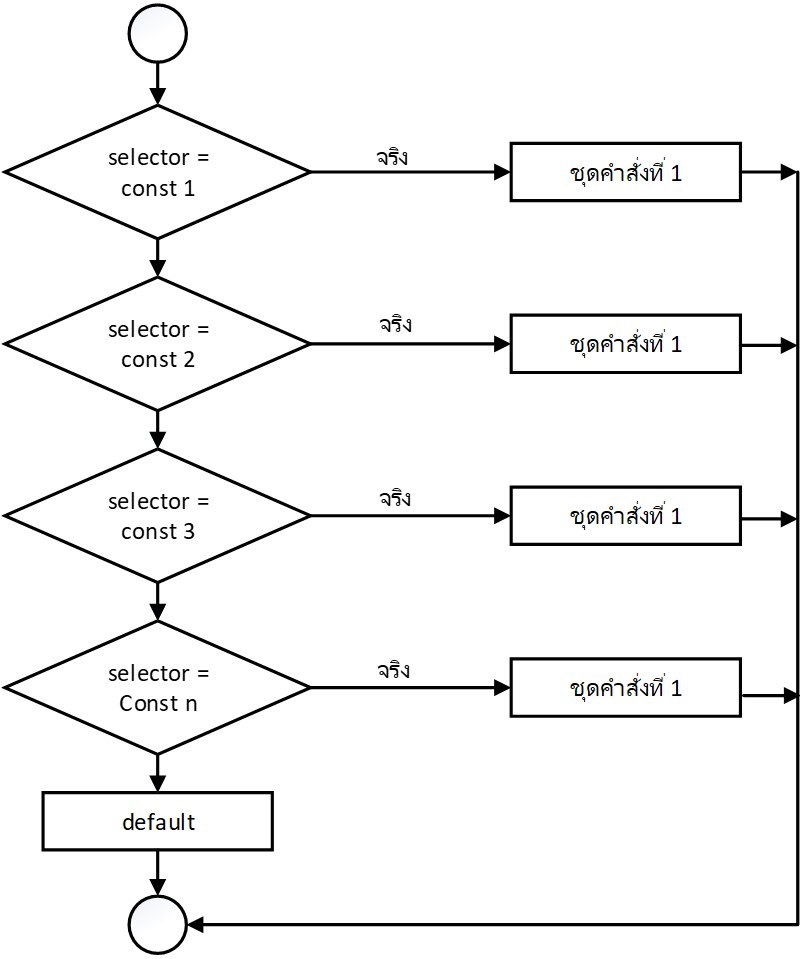 selector =
const 1
จริง
ชุดคำสั่งที่ 1
selector =
const 2
จริง
ชุดคำสั่งที่ 1
selector =
const 3
จริง
ชุดคำสั่งที่ 1
selector =
Const n
จริง
ชุดคำสั่งที่ 1
default